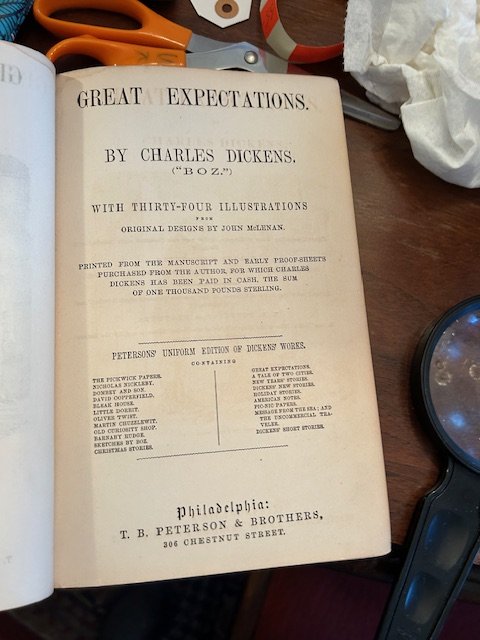 GREAT EXPECTATIONS.
BY CHARLES DICKENS.
("BOZ.")
WITH THIRTY-FOUR ILLUSTRATIONS
FROM
ORIGINAL DESIGNS BY JOHN McLENAN.
PRINTED FROM THE MANUSCRIPT AND EARLY PROOF-SHEETS
PURCHASED FROM THE AUTHOR, FOR WHICH CHARLES
DICKENS HAS BEEN PAID IN CASH, THE SUM
OF ONE THOUSAND POUNDS STERLING.
PETERSONS' UNIFORM EDITION OF DICKENS' WORKS.
CONTAINING
THE PICKWICK PAPERS.
NICHOLAS NICKLEBY.
DOMBEY AND SON.
DAVID COPPERFIELD.
BLEAK HOUSE.
LITTLE DORRIT.
OLIVER TWIST.
MARTIN CHUZZLEWIT.
OLD CURIOSITY SHOP.
BARNABY RUDGE.
SKETCHES BY BOZ.
CHRISTMAS STORIES.
GREAT EXPECTATIONS.
A TALE OF TWO CITIES.
NEW YEARS' STORIES.
DICKENS' NEW STORIES.
HOLIDAY STORIES.
AMERICAN NOTES.
PIC-NIC PAPERS.
MESSAGE FROM THE SEA; AND
THE UNCOMMERCIAL TRA-
VELER.
DICKENS' SHORT STORIES.
Philadelphia:
T. B. PETERSON & BROTHERS,
306 CHESTNUT STREET.